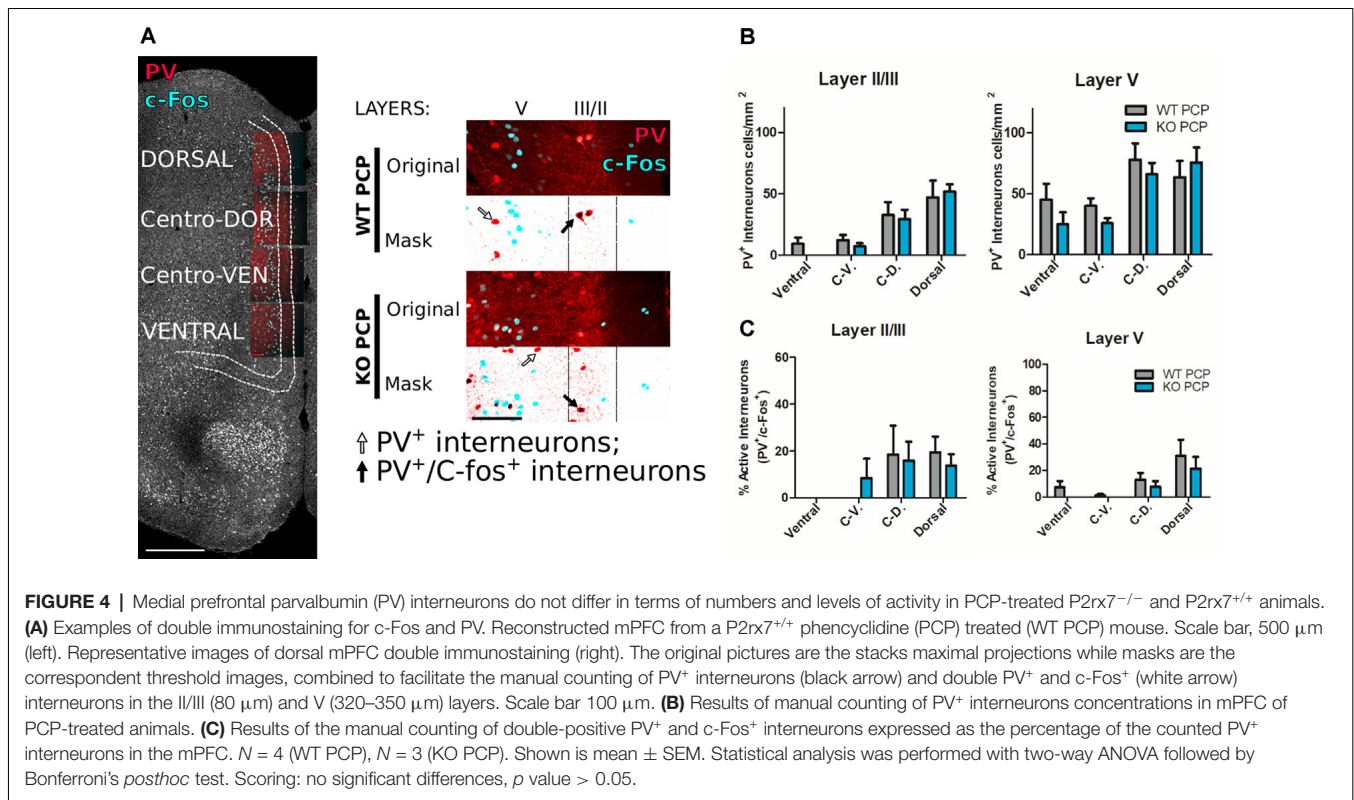 A
PV
c-Fos
DORSAL
Centro-DOR
Centro-VEN
VENTRAL
LAYERS: V III/II
WT PCP
Original
Mask
PV
c-Fos
KO PCP
Original
Mask
⇧ PV⁺ interneurons;
⬆ PV⁺/C-fos⁺ interneurons
B
Layer II/III
PV⁺ Interneurons cells/mm²
100
50
0
Ventral
C-V.
C-D.
Dorsal
Layer V
WT PCP
KO PCP
PV⁺ Interneurons cells/mm²
100
50
0
Ventral
C-V.
C-D.
Dorsal
C
Layer II/III
% Active Interneurons
(PV⁺/c-Fos⁺)
60
40
20
0
Ventral
C-V.
C-D.
Dorsal
Layer V
WT PCP
KO PCP
% Active Interneurons
(PV⁺/c-Fos⁺)
100
80
60
40
20
0
Ventral
C-V.
C-D.
Dorsal
FIGURE 4 | Medial prefrontal parvalbumin (PV) interneurons do not differ in terms of numbers and levels of activity in PCP-treated P2rx7⁻/⁻ and P2rx7⁺/⁺ animals.
(A) Examples of double immunostaining for c-Fos and PV. Reconstructed mPFC from a P2rx7⁺/⁺ phencyclidine (PCP) treated (WT PCP) mouse. Scale bar, 500 μm
(left). Representative images of dorsal mPFC double immunostaining (right). The original pictures are the stacks maximal projections while masks are the
correspondent threshold images, combined to facilitate the manual counting of PV⁺ interneurons (black arrow) and double PV⁺ and c-Fos⁺ (white arrow)
interneurons in the II/III (80 μm) and V (320–350 μm) layers. Scale bar 100 μm. (B) Results of manual counting of PV⁺ interneurons concentrations in mPFC of
PCP-treated animals. (C) Results of the manual counting of double-positive PV⁺ and c-Fos⁺ interneurons expressed as the percentage of the counted PV⁺
interneurons in the mPFC. N = 4 (WT PCP), N = 3 (KO PCP). Shown is mean ± SEM. Statistical analysis was performed with two-way ANOVA followed by
Bonferroni's posthoc test. Scoring: no significant differences, p value > 0.05.